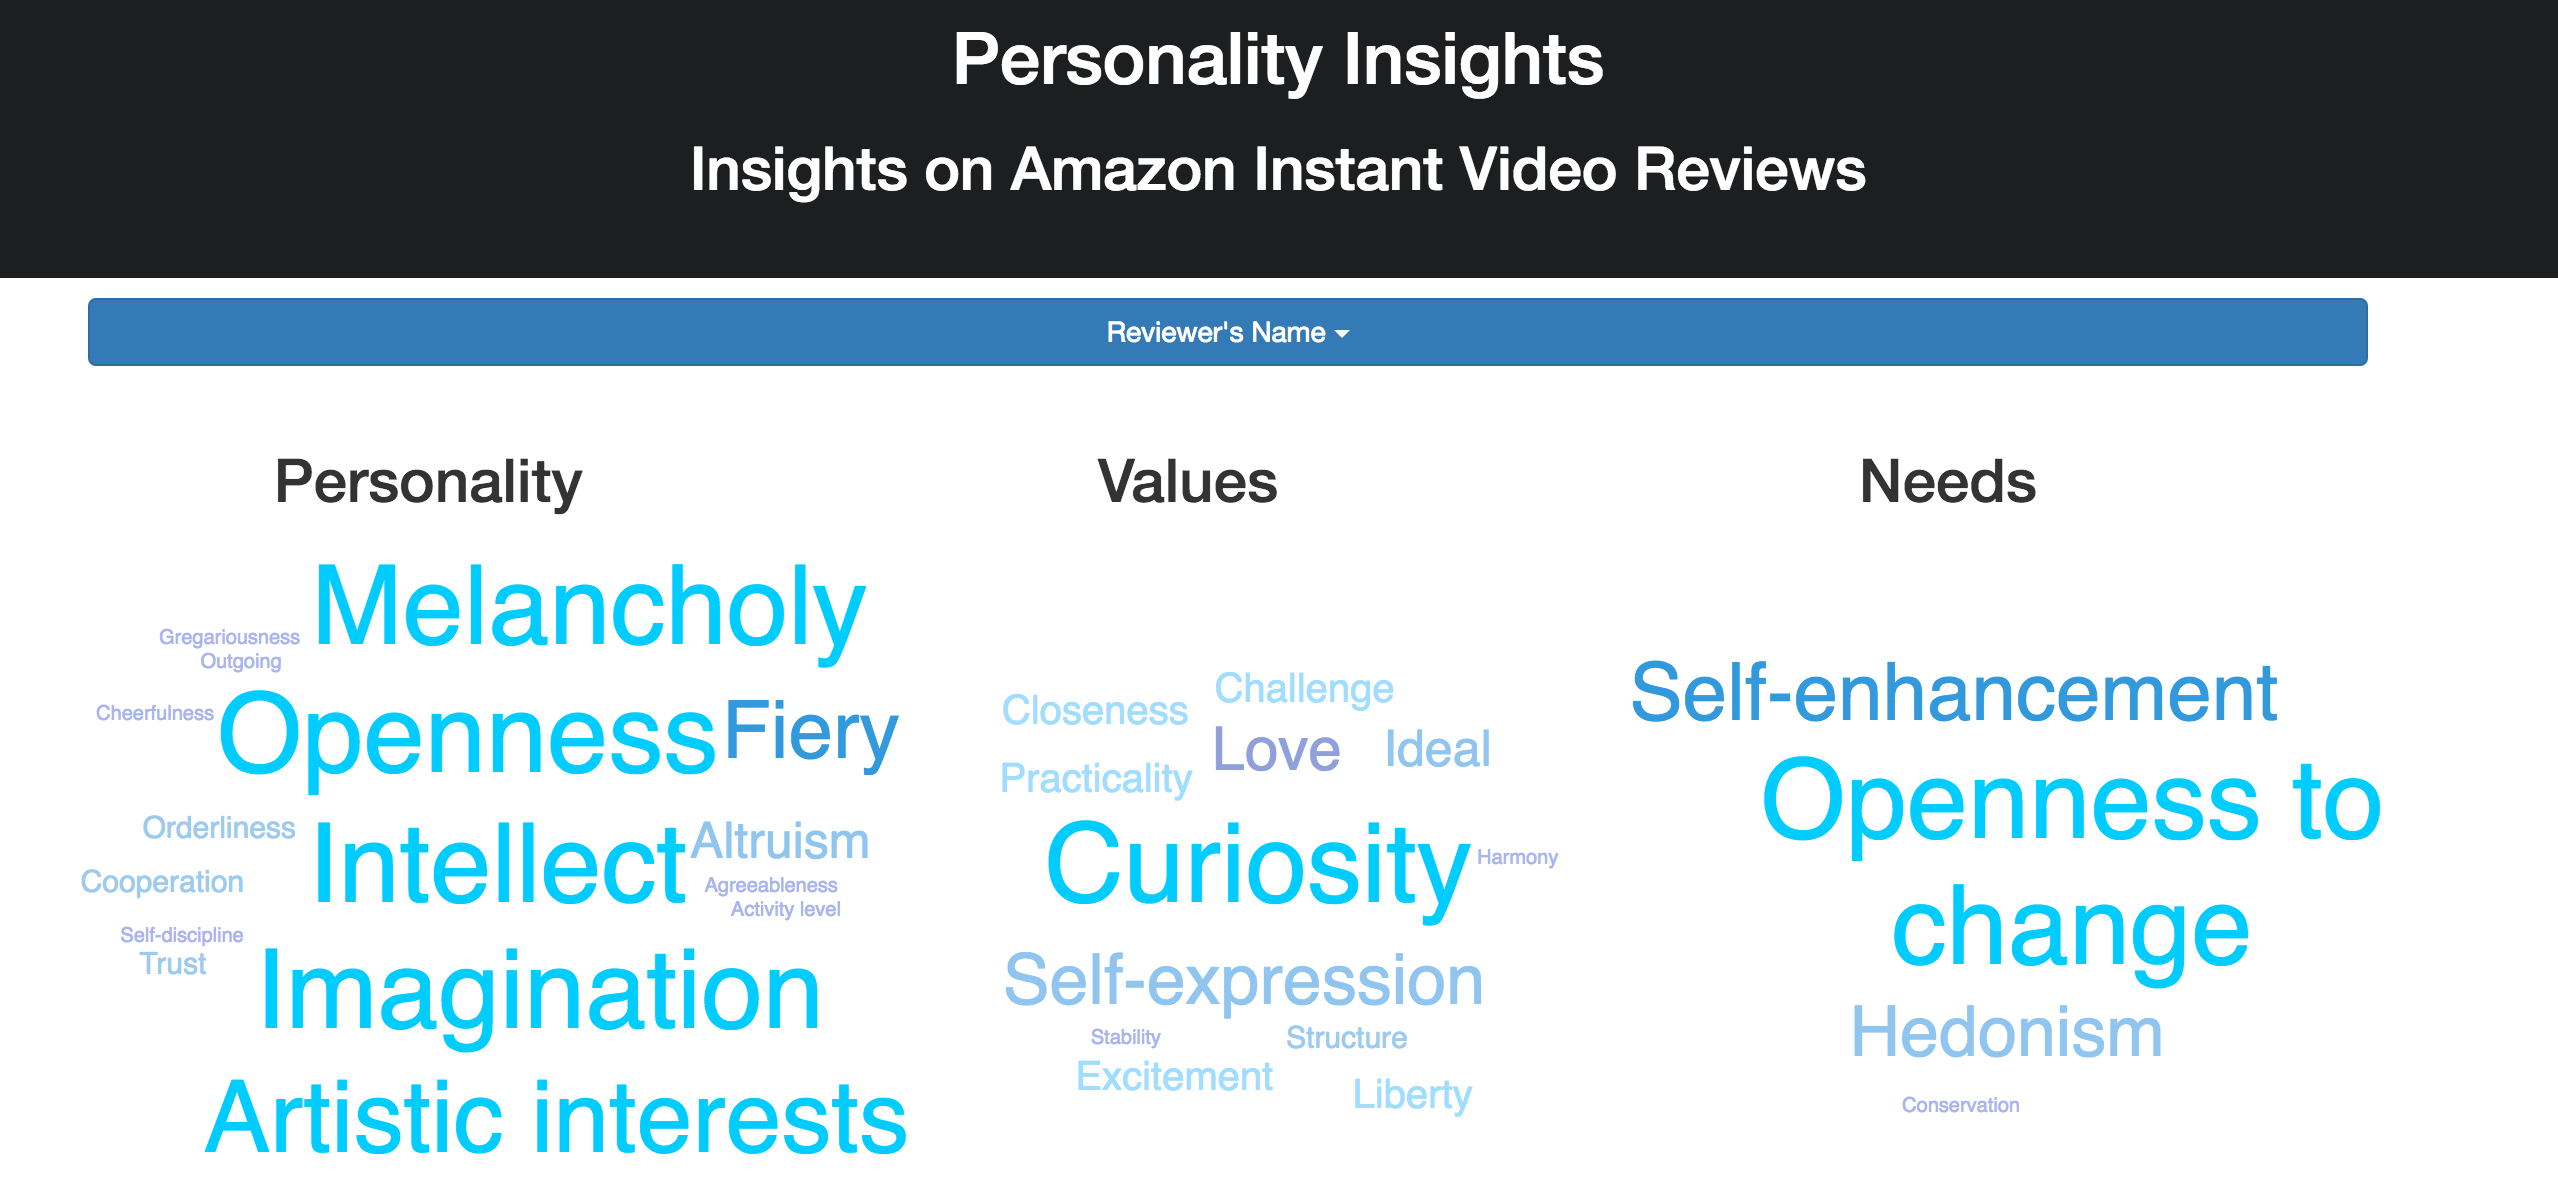 Personality Insights
Insights on Amazon Instant Video Reviews
Reviewer's Name
Personality
Melancholy
Gregariousness
Outgoing
Cheerfulness
Openness
Fiery
Orderliness
Intellect
Altruism
Cooperation
Agreeableness
Activity level
Self-discipline
Trust
Imagination
Artistic interests
Values
Closeness
Challenge
Love
Ideal
Practicality
Curiosity
Harmony
Self-expression
Stability
Structure
Excitement
Liberty
Needs
Self-enhancement
Openness to
change
Hedonism
Conservation